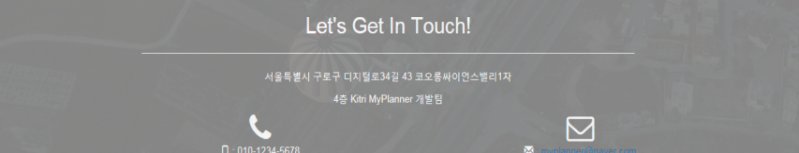 Let's Get In Touch!
서울특별시 구로구 디지털로34길 43 코오롱싸이언스밸리1차
4층 Kitri MyPlanner 개발팀
: 010-1234-5678